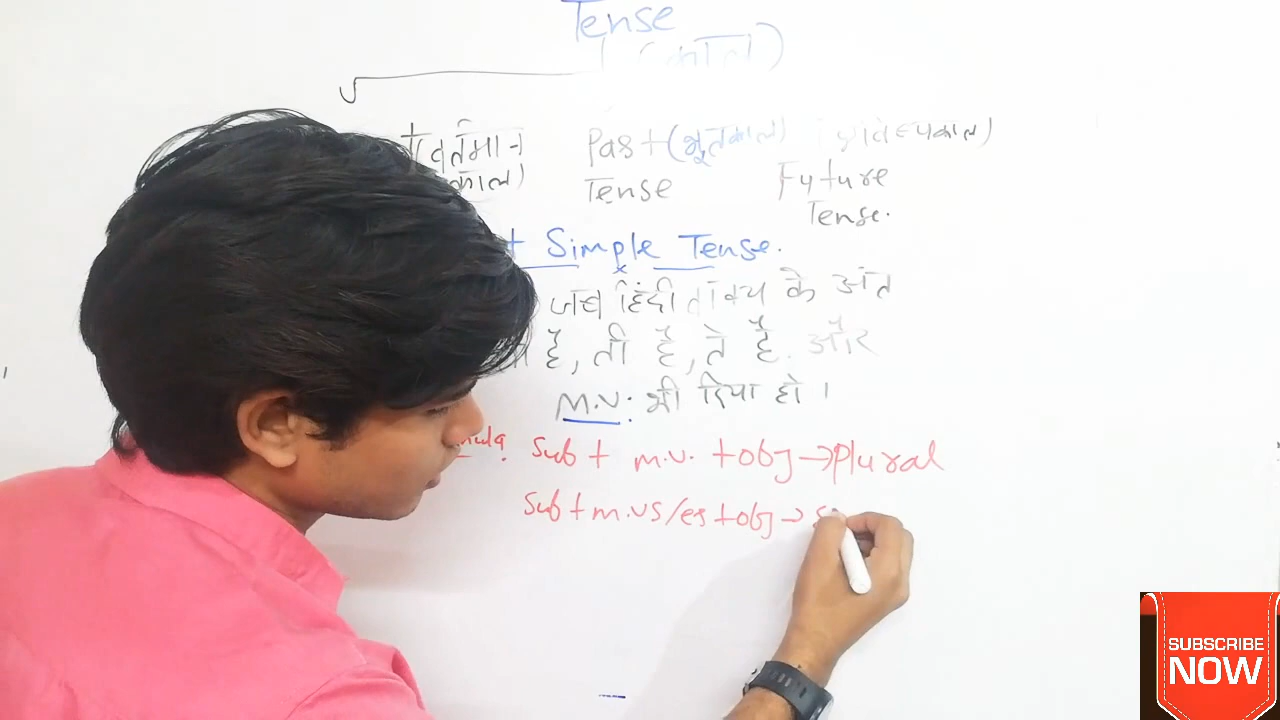 Tense
(काल)
वर्तमान Past (भूतकाल) भविष्यकाल)
काल) Tense Future
Tense.
Simple Tense.
जब हिंदी वाक्य के अंत
है, ती है, ते है. और
M.V: भी दिया हो ।
Sub + m.v. + obj → plural
Sub + m.vs/es + obj →
SUBSCRIBE
NOW